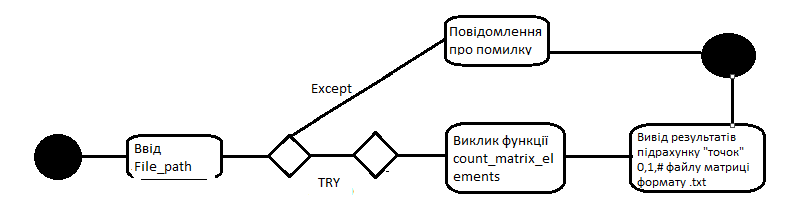 Повідомлення
про помилку
Except
Ввід
File_path
TRY
Виклик функції
count_matrix_el
ements
Вивід результатів
підрахунку "точок"
0,1,# файлу матриці
формату .txt